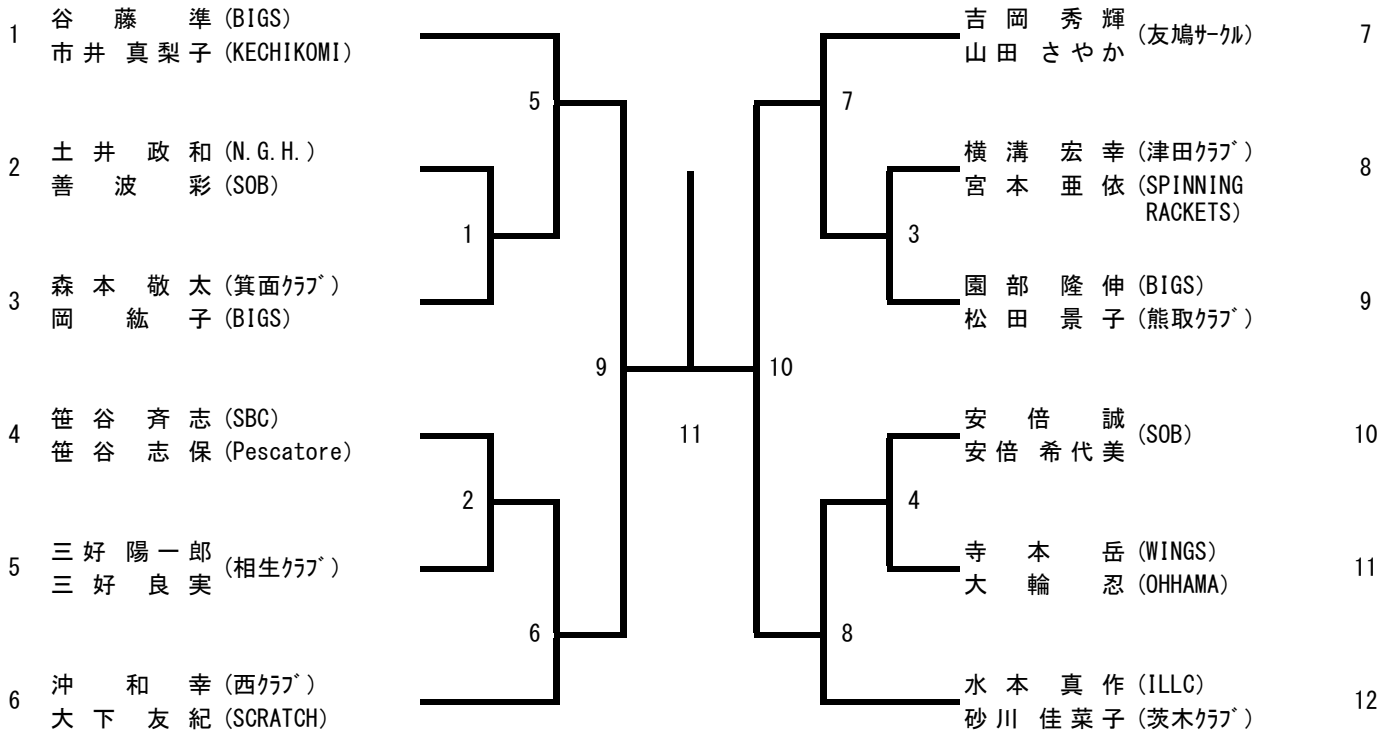 1 谷藤 準 (BIGS)
市井 真梨子 (KECHIKOMI)
2 土井 政和 (N.G.H.)
善波 彩 (SOB)
3 森本 敬太 (箕面ｸﾗﾌﾞ)
岡 紘子 (BIGS)
4 笹谷 斉志 (SBC)
笹谷 志保 (Pescatore)
5 三好 陽一郎 (相生ｸﾗﾌﾞ)
三好 良実
6 沖 和幸 (西ｸﾗﾌﾞ)
大下 友紀 (SCRATCH)
5
1
2
6
9
11
10
7
3
4
8
吉岡 秀輝 (友鳩ｻｰｸﾙ) 7
山田 さやか
横溝 宏幸 (津田ｸﾗﾌﾞ) 8
宮本 亜依 (SPINNING
RACKETS)
園部 隆伸 (BIGS) 9
松田 景子 (熊取ｸﾗﾌﾞ)
安倍 誠 (SOB) 10
安倍 希代美
寺本 岳 (WINGS) 11
大輪 忍 (OHHAMA)
水本 真作 (ILLC) 12
砂川 佳菜子 (茨木ｸﾗﾌﾞ)